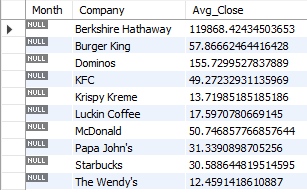 Month Company Avg_Close
NULL Berkshire Hathaway 119868.42434503653
NULL Burger King 57.86662464416428
NULL Dominos 155.7299527837889
NULL KFC 49.27232931135969
NULL Krispy Kreme 13.71985185185186
NULL Luckin Coffee 17.5970780669145
NULL McDonald 50.746857766857644
NULL Papa John's 31.3390898705256
NULL Starbucks 30.588644819514595
NULL The Wendy's 12.4591418610887